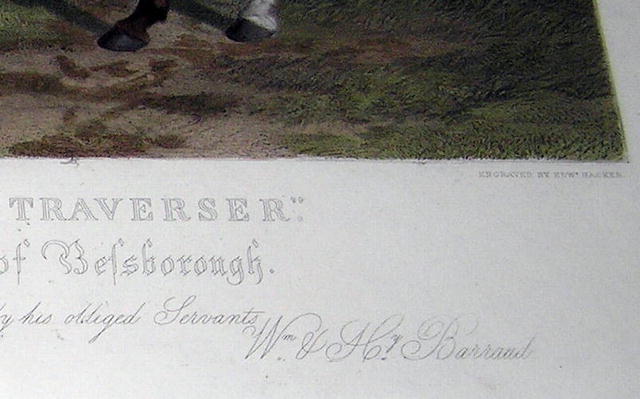 ENGRAVED BY EDWD HACKER.
TRAVERSER".
of Beſsborough.
by his obliged Servants,
Wm & Hy Barraud